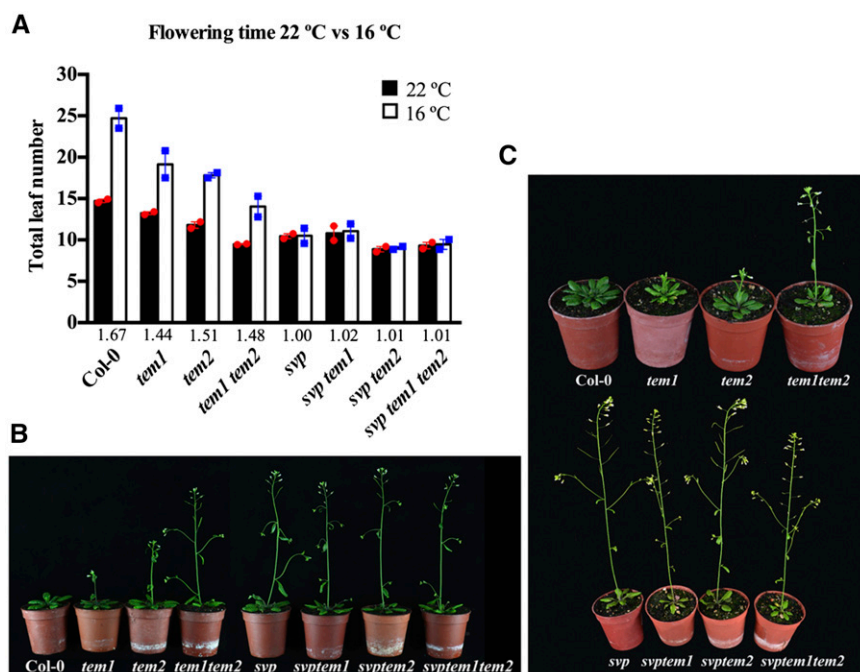 A
Flowering time 22 ºC vs 16 ºC
22 ºC
16 ºC
Total leaf number
30
25
20
15
10
5
0
1.67 1.44 1.51 1.48 1.00 1.02 1.01 1.01
Col-0 tem1 tem2 tem1 tem2 svp svp tem1 svp tem2 svp tem1 tem2
B
Col-0 tem1 tem2 tem1tem2 svp svptem1 svptem2 svptem1tem2
C
Col-0 tem1 tem2 tem1tem2
svp svptem1 svptem2 svptem1tem2